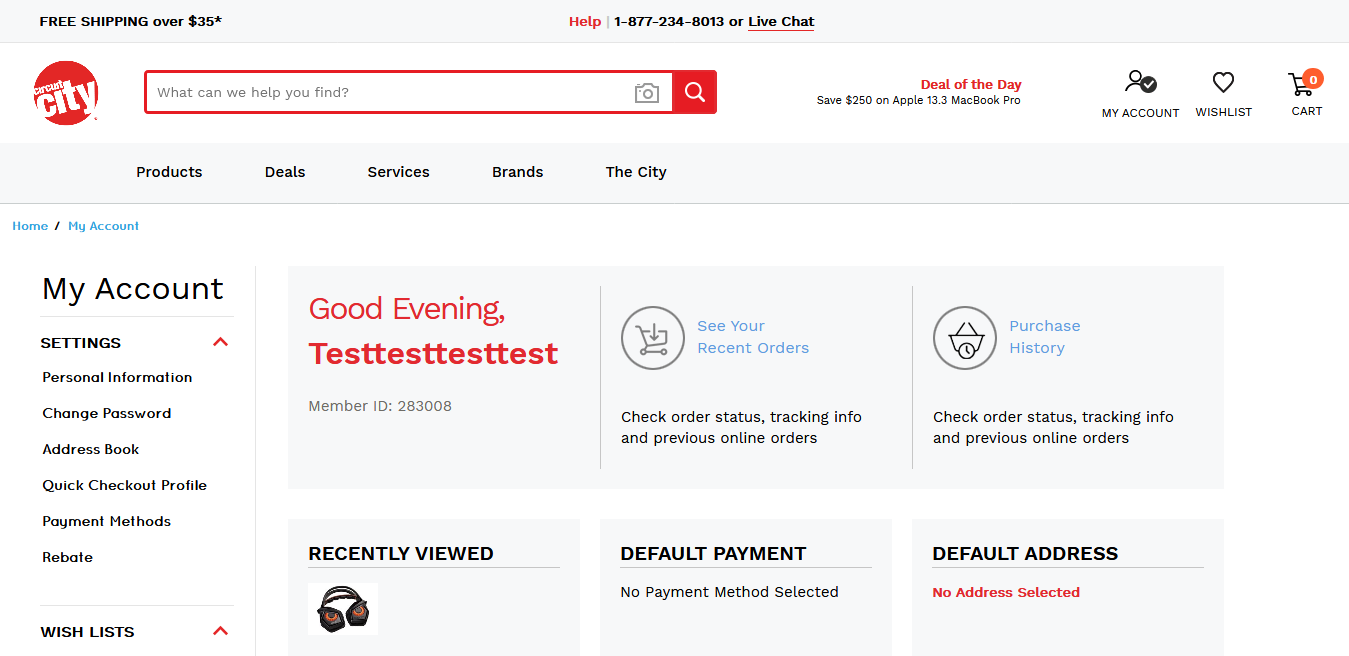 FREE SHIPPING over $35*
Help | 1-877-234-8013 or Live Chat
circuit city
What can we help you find?
Deal of the Day
Save $250 on Apple 13.3 MacBook Pro
MY ACCOUNT
WISHLIST
0
CART
Products
Deals
Services
Brands
The City
Home / My Account
My Account
SETTINGS
Personal Information
Change Password
Address Book
Quick Checkout Profile
Payment Methods
Rebate
WISH LISTS
Good Evening,
Testtesttesttest
Member ID: 283008
See Your
Recent Orders
Check order status, tracking info
and previous online orders
Purchase
History
Check order status, tracking info
and previous online orders
RECENTLY VIEWED
DEFAULT PAYMENT
No Payment Method Selected
DEFAULT ADDRESS
No Address Selected